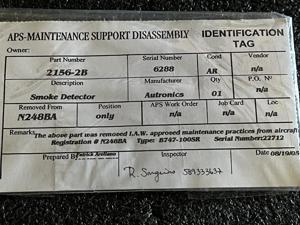 APS-MAINTENANCE SUPPORT DISASSEMBLY
IDENTIFICATION TAG
Owner:
Part Number Serial Number Cond Vendor
2156-2B 6288 AR n/a
Description Manufacturer Qty P.O. Nº
Smoke Detector Autronics 01 n/a
Removed From Position APS Work Order Job Card Loc
N248BA only n/a n/a n/a
Remarks: The above part was removed I.A.W. approved maintenance practices from aircraft
Registration # N248BA Type: B747-100SR Serial Number:22712
Prepared By Patrick Arellano Inspector Date 08/19/05
589333637